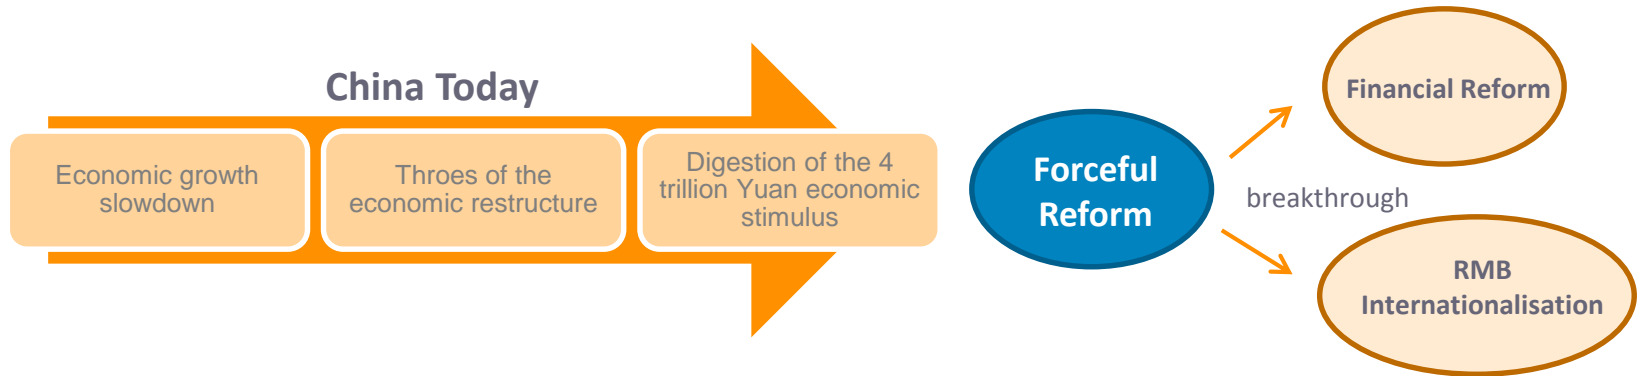 China Today
Economic growth
slowdown
Throes of the
economic restructure
Digestion of the 4
trillion Yuan economic
stimulus
Forceful
Reform
breakthrough
Financial Reform
RMB
Internationalisation